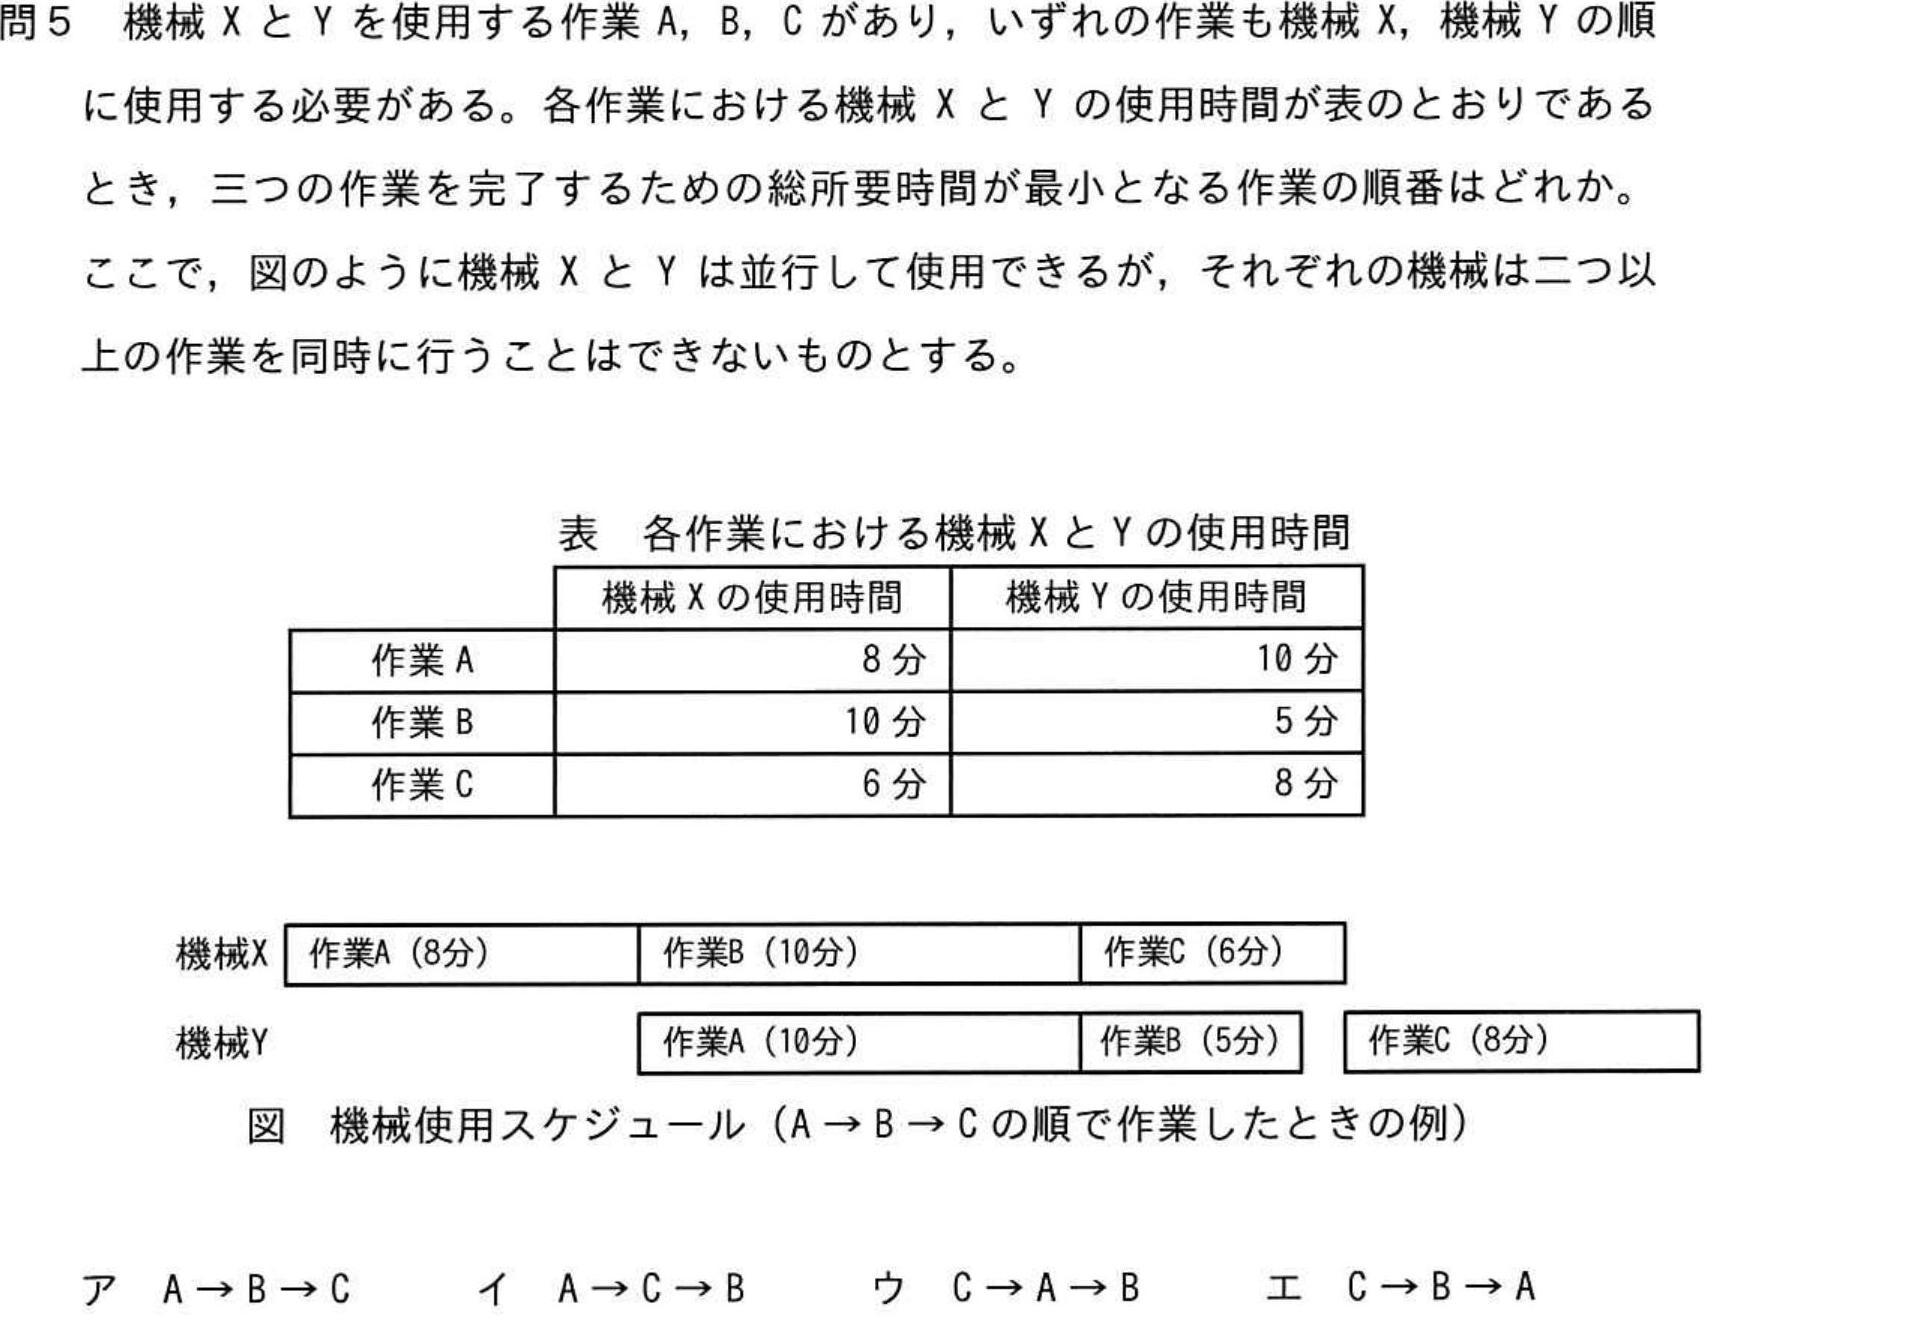 問５　機械 X と Y を使用する作業 A，B，C があり，いずれの作業も機械 X，機械 Y の順
に使用する必要がある。各作業における機械 X と Y の使用時間が表のとおりである
とき，三つの作業を完了するための総所要時間が最小となる作業の順番はどれか。
ここで，図のように機械 X と Y は並行して使用できるが，それぞれの機械は二つ以
上の作業を同時に行うことはできないものとする。
表　各作業における機械 X と Y の使用時間
機械 X の使用時間　機械 Y の使用時間
作業 A　8 分　10 分
作業 B　10 分　5 分
作業 C　6 分　8 分
機械X　作業A（8分）　作業B（10分）　作業C（6分）
機械Y　作業A（10分）　作業B（5分）　作業C（8分）
図　機械使用スケジュール（A → B → C の順で作業したときの例）
ア　A → B → C　イ　A → C → B　ウ　C → A → B　エ　C → B → A